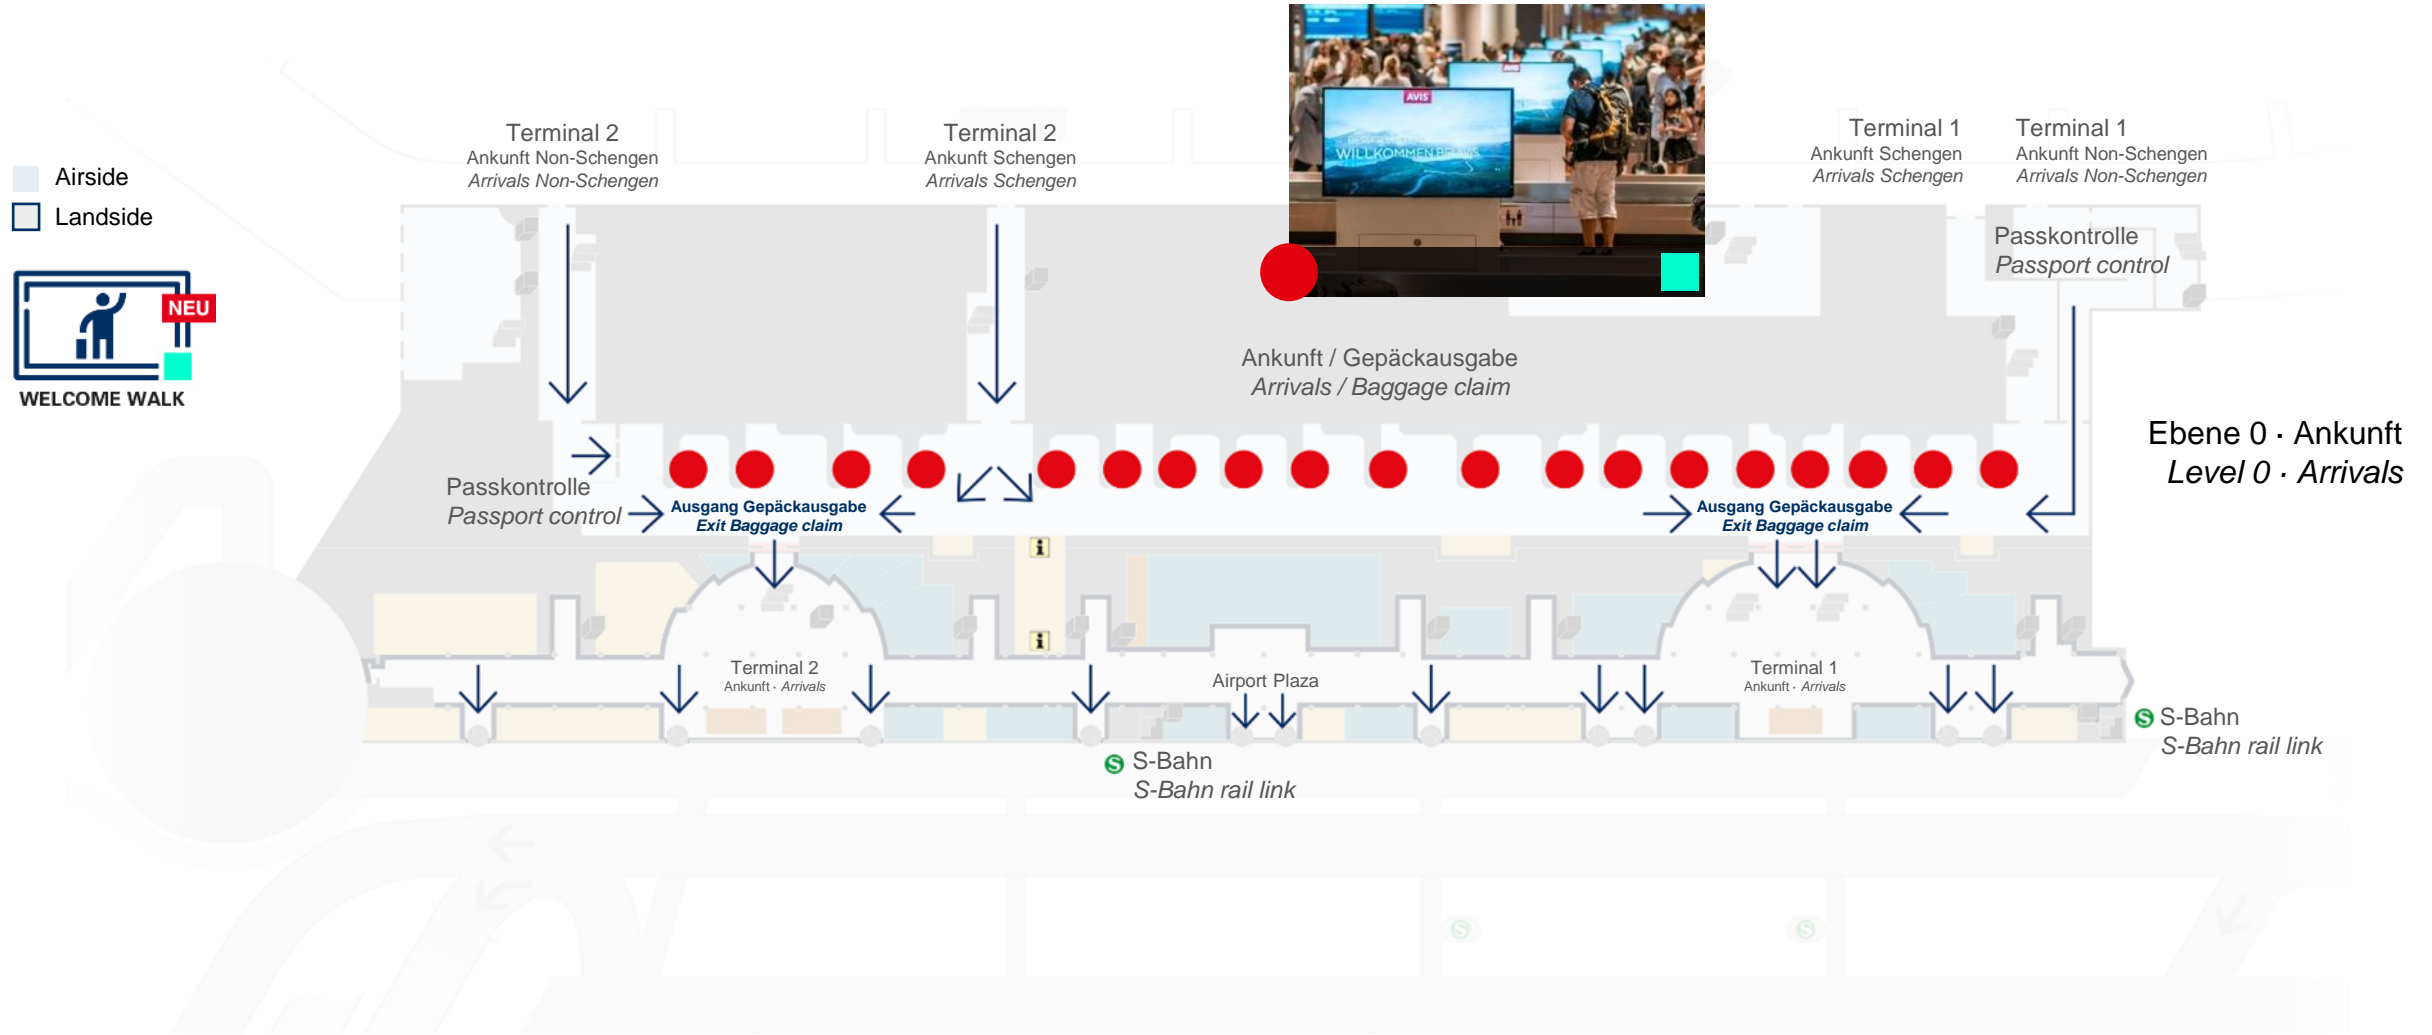 Terminal 2
Ankunft Non-Schengen
Arrivals Non-Schengen
Terminal 2
Ankunft Schengen
Arrivals Schengen
AVIS
AVIS
WILLKOMMEN BEI AVIS
Terminal 1
Ankunft Schengen
Arrivals Schengen
Terminal 1
Ankunft Non-Schengen
Arrivals Non-Schengen
Airside
Landside
NEU
WELCOME WALK
Passkontrolle
Passport control
Ankunft / Gepäckausgabe
Arrivals / Baggage claim
Ebene 0 · Ankunft
Level 0 · Arrivals
Passkontrolle
Passport control
Ausgang Gepäckausgabe
Exit Baggage claim
Ausgang Gepäckausgabe
Exit Baggage claim
i
i
Terminal 2
Ankunft · Arrivals
Airport Plaza
Terminal 1
Ankunft · Arrivals
S S-Bahn
S-Bahn rail link
S S-Bahn
S-Bahn rail link
S
S